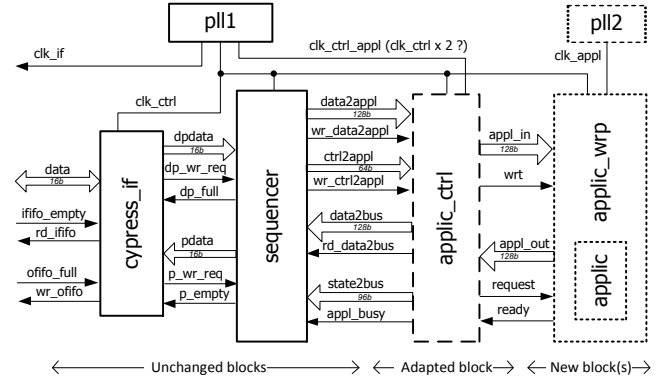 pll1
pll2
clk_if
clk_ctrl_appl (clk_ctrl x 2 ?)
clk_appl
clk_ctrl
data
16b
ififo_empty
rd_ififo
ofifo_full
wr_ofifo
cypress_if
dpdata
16b
dp_wr_req
dp_full
pdata
16b
p_wr_req
p_empty
sequencer
data2appl
128b
wr_data2appl
ctrl2appl
64b
wr_ctrl2appl
data2bus
128b
rd_data2bus
state2bus
96b
appl_busy
applic_ctrl
appl_in
128b
wrt
appl_out
128b
request
ready
applic_wrp
applic
Unchanged blocks
Adapted block
New block(s)